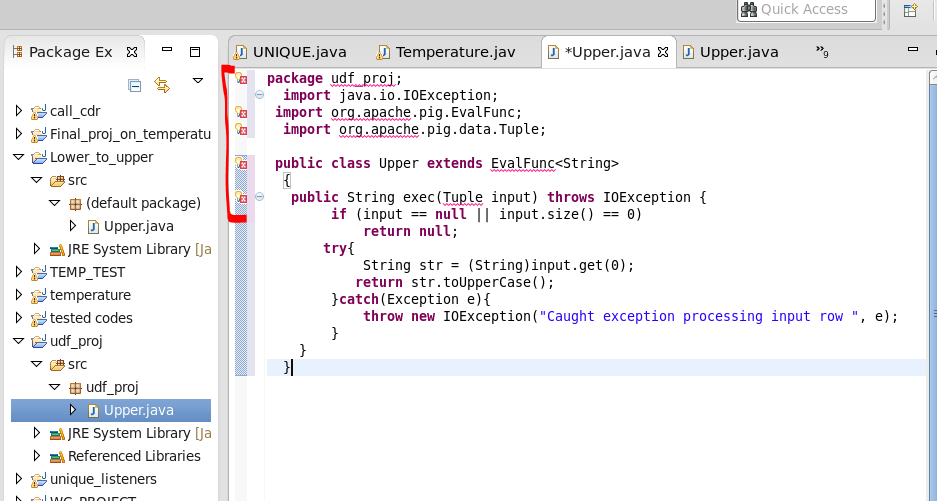 Quick Access
Package Ex
UNIQUE.java
Temperature.jav
*Upper.java
Upper.java
»9
call_cdr
Final_proj_on_temperatu
Lower_to_upper
src
(default package)
Upper.java
JRE System Library [Ja
TEMP_TEST
temperature
tested codes
udf_proj
src
udf_proj
Upper.java
JRE System Library [Ja
Referenced Libraries
unique_listeners
WC_PROJECT
package udf_proj;
import java.io.IOException;
import org.apache.pig.EvalFunc;
import org.apache.pig.data.Tuple;
public class Upper extends EvalFunc<String>
{
public String exec(Tuple input) throws IOException {
if (input == null || input.size() == 0)
return null;
try{
String str = (String)input.get(0);
return str.toUpperCase();
}catch(Exception e){
throw new IOException("Caught exception processing input row ", e);
}
}
}